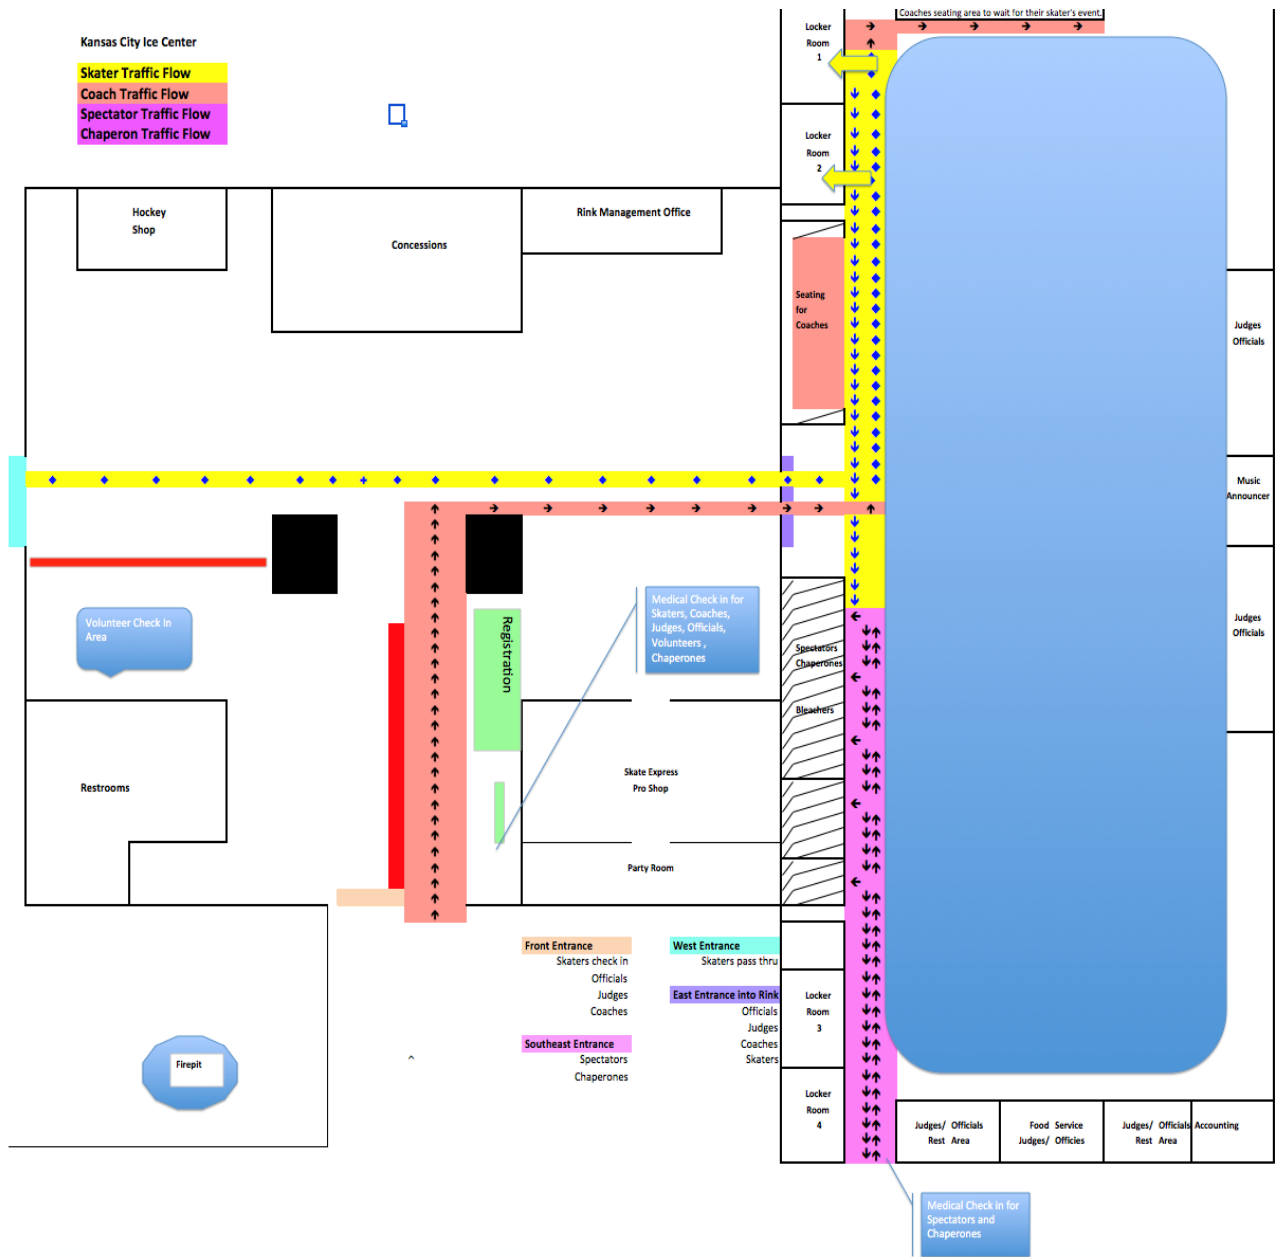 Coaches seating area to wait for their skater's event.
Kansas City Ice Center
Skater Traffic Flow
Coach Traffic Flow
Spectator Traffic Flow
Chaperon Traffic Flow
Locker
Room
1
Locker
Room
2
Hockey
Shop
Concessions
Rink Management Office
Seating
for
Coaches
Judges
Officials
Music
Announcer
Judges
Officials
Volunteer Check In
Area
Registration
Medical Check in for
Skaters, Coaches,
Judges, Officials,
Volunteers ,
Chaperones
Spectators
Chaperones
Bleachers
Restrooms
Skate Express
Pro Shop
Party Room
Front Entrance
Skaters check in
Officials
Judges
Coaches
West Entrance
Skaters pass thru
East Entrance into Rink
Officials
Judges
Coaches
Skaters
Southeast Entrance
Spectators
Chaperones
Locker
Room
3
Locker
Room
4
Firepit
^
Judges/ Officials
Rest Area
Food Service
Judges/ Officies
Judges/ Officials
Rest Area
Accounting
Medical Check in for
Spectators and
Chaperones